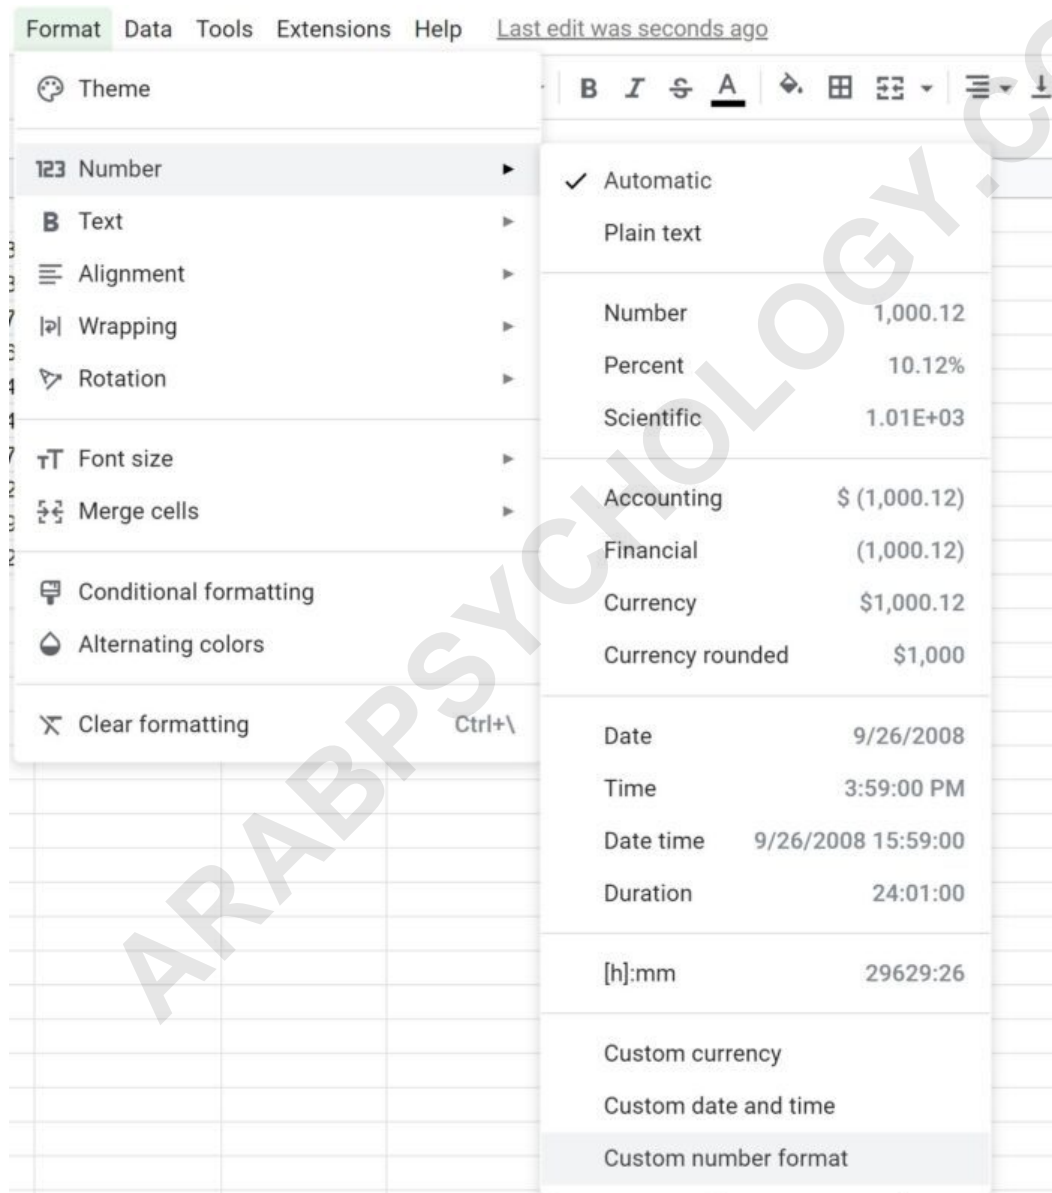 Format Data Tools Extensions Help Last edit was seconds ago
Theme
B I S A
123 Number
B Text
Alignment
Wrapping
Rotation
Font size
Merge cells
Conditional formatting
Alternating colors
Clear formatting Ctrl+\
Automatic
Plain text
Number 1,000.12
Percent 10.12%
Scientific 1.01E+03
Accounting $ (1,000.12)
Financial (1,000.12)
Currency $1,000.12
Currency rounded $1,000
Date 9/26/2008
Time 3:59:00 PM
Date time 9/26/2008 15:59:00
Duration 24:01:00
[h]:mm 29629:26
Custom currency
Custom date and time
Custom number format